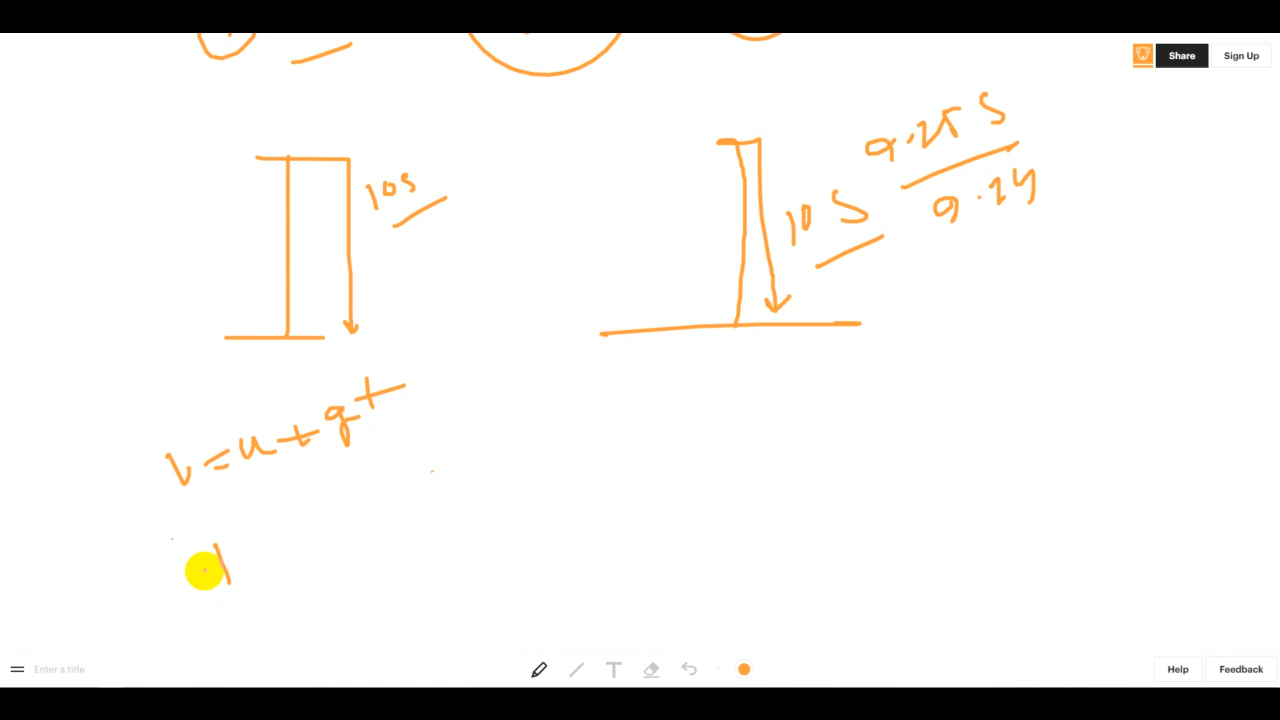 Share Sign Up
10s
9.25 S
10 S
9.24
v = u + gt
Enter a title
Help Feedback